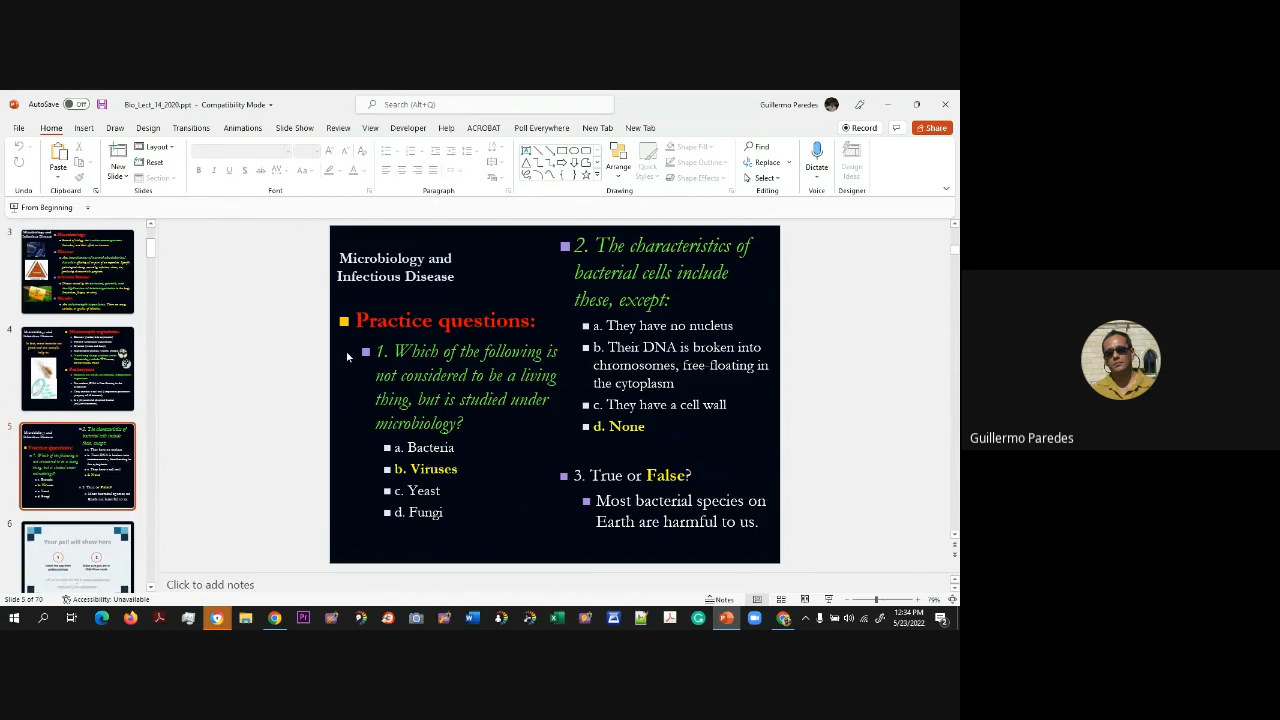 AutoSave
Off
Bio_Lect_14_2020.ppt - Compatibility Mode
Search (Alt+Q)
Guillermo Paredes
File Home Insert Draw Design Transitions Animations Slide Show Review View Developer Help ACROBAT Poll Everywhere New Tab New Tab
Record
Share
Paste
New
Slide
Layout
Reset
Section
Arrange
Quick
Styles
Shape Fill
Shape Outline
Shape Effects
Find
Replace
Select
Dictate
Design
Ideas
Undo Clipboard Slides Font Paragraph Drawing Editing Voice Designer
From Beginning
3
4
5
6
Your poll will show here
Microbiology and
Infectious Disease
Practice questions:
1. Which of the following is
not considered to be a living
thing, but is studied under
microbiology?
a. Bacteria
b. Viruses
c. Yeast
d. Fungi
2. The characteristics of
bacterial cells include
these, except:
a. They have no nucleus
b. Their DNA is broken into
chromosomes, free-floating in
the cytoplasm
c. They have a cell wall
d. None
3. True or False?
Most bacterial species on
Earth are harmful to us.
Click to add notes
Slide 5 of 70
Accessibility: Unavailable
Notes
79%
12:34 PM
5/23/2022
Guillermo Paredes